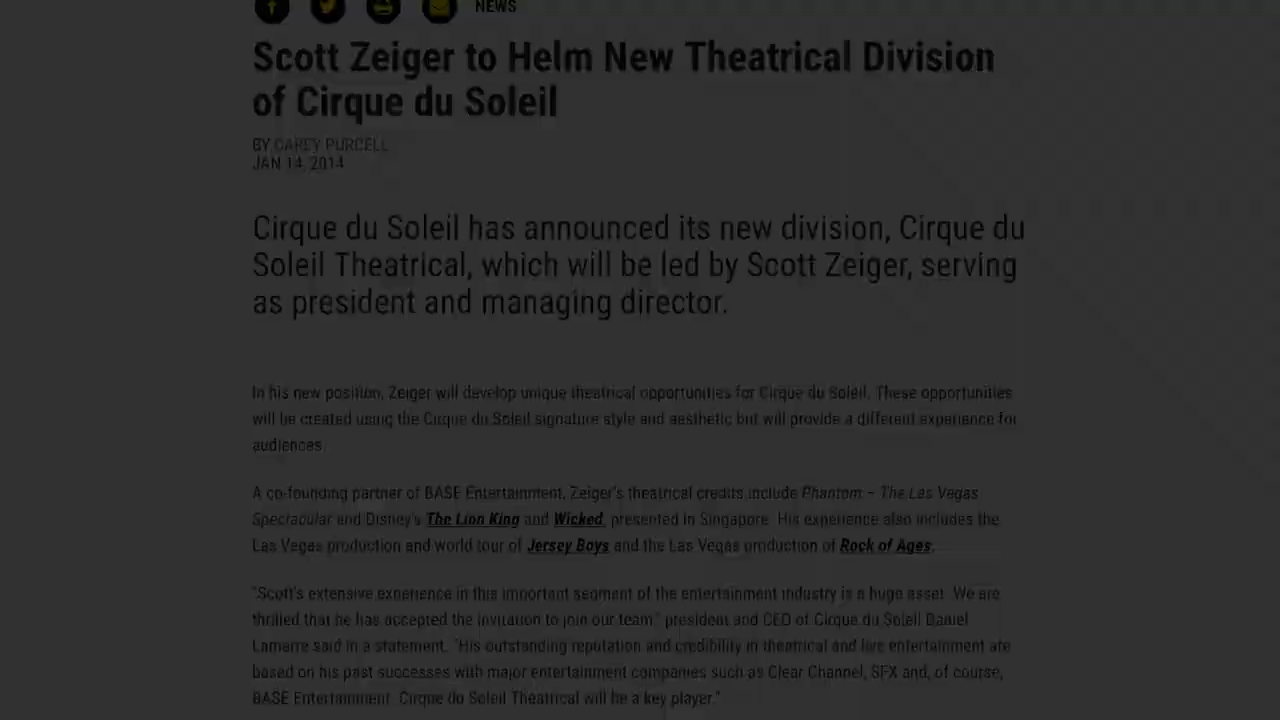 NEWS
Scott Zeiger to Helm New Theatrical Division
of Cirque du Soleil
BY CAREY PURCELL
JAN 14, 2014
Cirque du Soleil has announced its new division, Cirque du
Soleil Theatrical, which will be led by Scott Zeiger, serving
as president and managing director.
In his new position, Zeiger will develop unique theatrical opportunities for Cirque du Soleil. These opportunities
will be created using the Cirque du Soleil signature style and aesthetic but will provide a different experience for
audiences.
A co-founding partner of BASE Entertainment, Zeiger's theatrical credits include Phantom – The Las Vegas
Spectacular and Disney's The Lion King and Wicked, presented in Singapore. His experience also includes the
Las Vegas production and world tour of Jersey Boys and the Las Vegas production of Rock of Ages.
"Scott's extensive experience in this important segment of the entertainment industry is a huge asset. We are
thrilled that he has accepted the invitation to join our team," president and CEO of Cirque du Soleil Daniel
Lamarre said in a statement. "His outstanding reputation and credibility in theatrical and live entertainment are
based on his past successes with major entertainment companies such as Clear Channel, SFX and, of course,
BASE Entertainment. Cirque du Soleil Theatrical will be a key player."